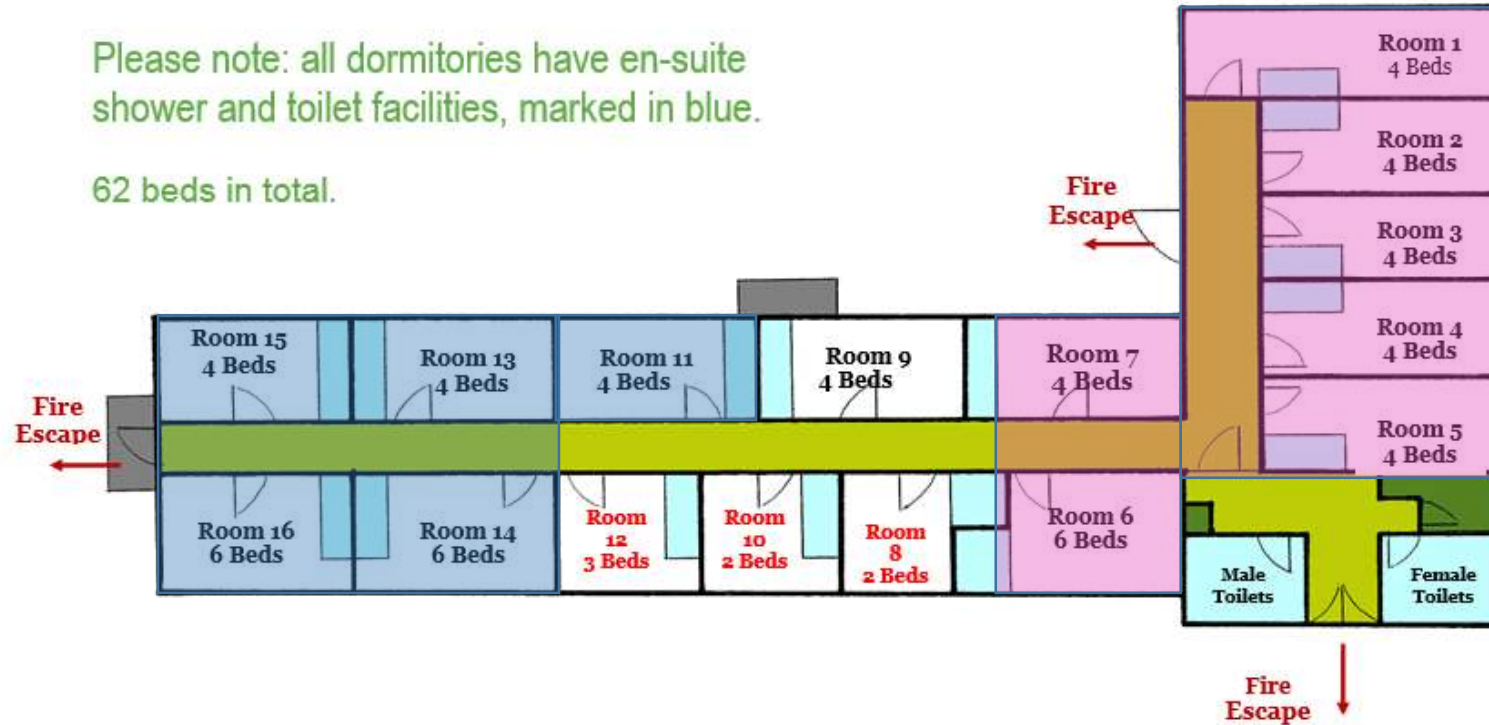 Please note: all dormitories have en-suite
shower and toilet facilities, marked in blue.
62 beds in total.
Room 1
4 Beds
Room 2
4 Beds
Fire
Escape
Room 3
4 Beds
Room 4
4 Beds
Room 5
4 Beds
Room 15
4 Beds
Room 13
4 Beds
Room 11
4 Beds
Room 9
4 Beds
Room 7
4 Beds
Fire
Escape
Room 16
6 Beds
Room 14
6 Beds
Room
12
3 Beds
Room
10
2 Beds
Room
8
2 Beds
Room 6
6 Beds
Male
Toilets
Female
Toilets
Fire
Escape